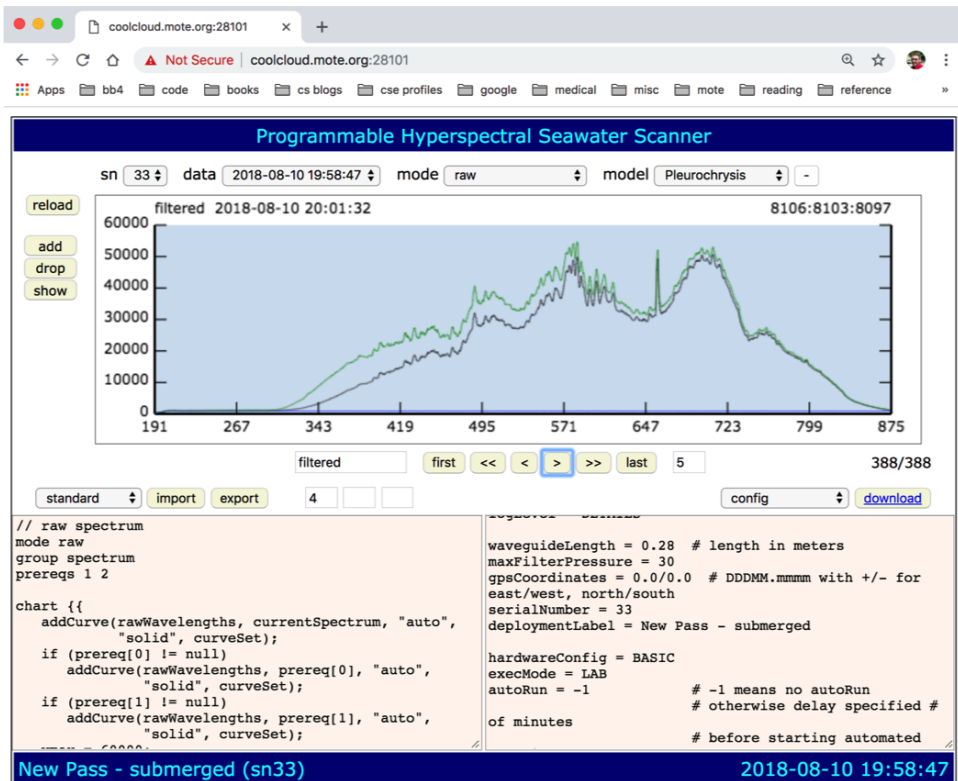 coolcloud.mote.org:28101
Not Secure | coolcloud.mote.org:28101
Apps bb4 code books cs blogs cse profiles google medical misc mote reading reference »
Programmable Hyperspectral Seawater Scanner
sn 33 data 2018-08-10 19:58:47 mode raw model Pleurochrysis -
reload
add
drop
show
filtered 2018-08-10 20:01:32 8106:8103:8097
60000
50000
40000
30000
20000
10000
0
191 267 343 419 495 571 647 723 799 875
filtered first << < > >> last 5 388/388
standard import export 4 config download
// raw spectrum
mode raw
group spectrum
prereqs 1 2
chart {{
addCurve(rawWavelengths, currentSpectrum, "auto",
"solid", curveSet);
if (prereq[0] != null)
addCurve(rawWavelengths, prereq[0], "auto",
"solid", curveSet);
if (prereq[1] != null)
addCurve(rawWavelengths, prereq[1], "auto",
"solid", curveSet);
waveguideLength = 0.28 # length in meters
maxFilterPressure = 30
gpsCoordinates = 0.0/0.0 # DDDMM.mmmm with +/- for
east/west, north/south
serialNumber = 33
deploymentLabel = New Pass - submerged
hardwareConfig = BASIC
execMode = LAB
autoRun = -1 # -1 means no autoRun
# otherwise delay specified #
of minutes
# before starting automated
New Pass - submerged (sn33) 2018-08-10 19:58:47